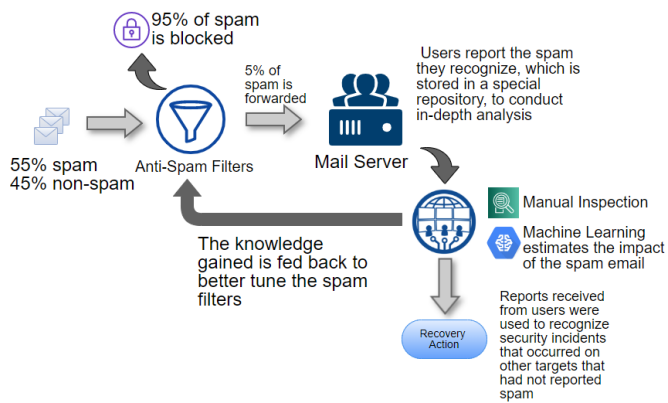 95% of spam
is blocked
5% of
spam is
forwarded
Users report the spam
they recognize, which is
stored in a special
repository, to conduct
in-depth analysis
55% spam
45% non-spam
Anti-Spam Filters
Mail Server
Manual Inspection
Machine Learning
estimates the impact
of the spam email
The knowledge
gained is fed back to
better tune the spam
filters
Recovery
Action
Reports received
from users were
used to recognize
security incidents
that occurred on
other targets that
had not reported
spam